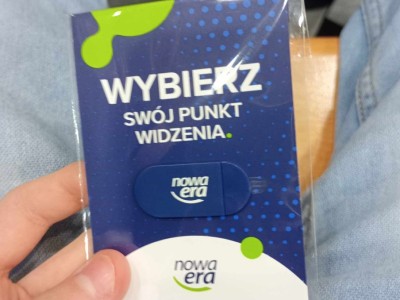 WYBIERZ
SWÓJ PUNKT
WIDZENIA.
nowa
era
nowa
era